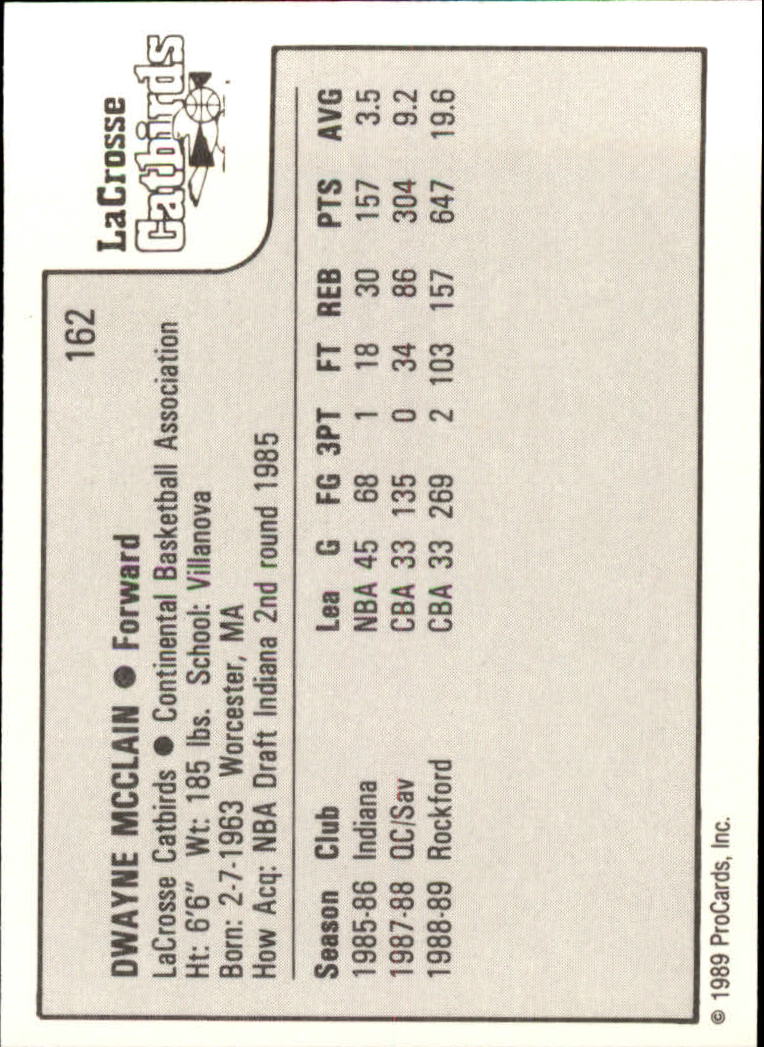 LaCrosse
Catbirds
162
DWAYNE MCCLAIN ● Forward
LaCrosse Catbirds ● Continental Basketball Association
Ht: 6'6" Wt: 185 lbs. School: Villanova
Born: 2-7-1963 Worcester, MA
How Acq: NBA Draft Indiana 2nd round 1985
Season Club Lea G FG 3PT FT REB PTS AVG
1985-86 Indiana NBA 45 68 1 18 30 157 3.5
1987-88 QC/Sav CBA 33 135 0 34 86 304 9.2
1988-89 Rockford CBA 33 269 2 103 157 647 19.6
© 1989 ProCards, Inc.